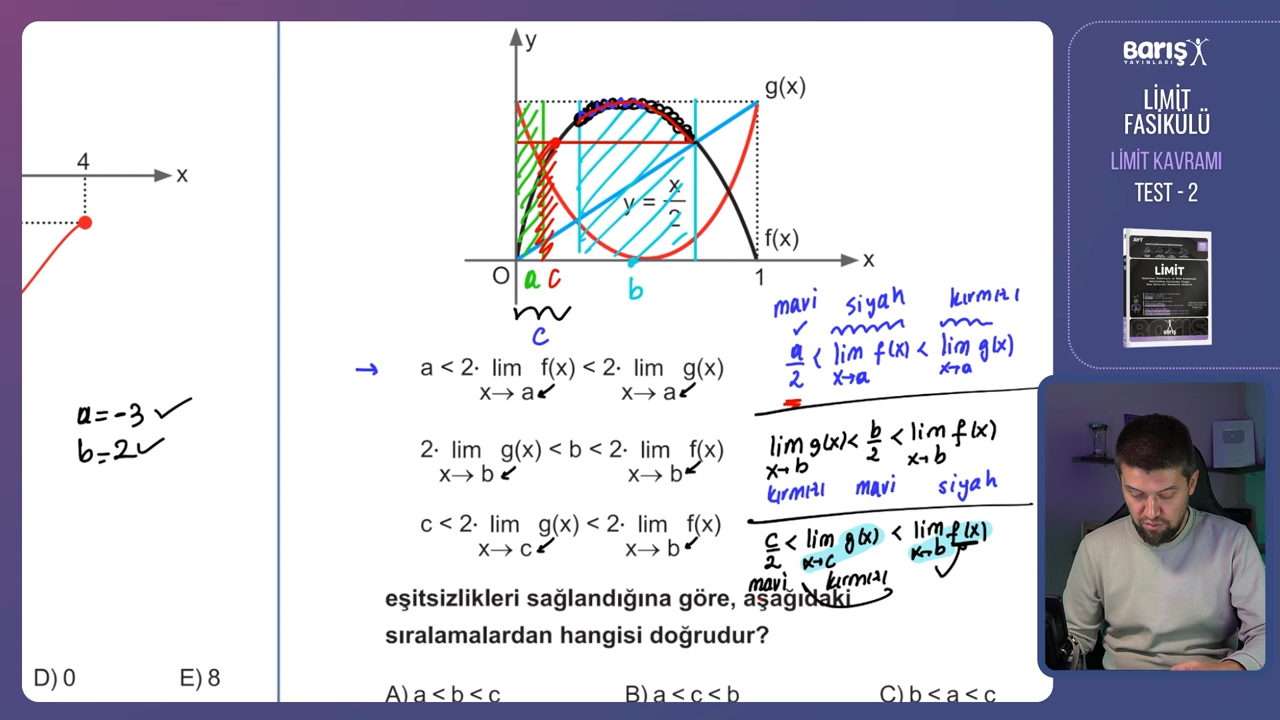 4
x
a = -3 ✓
b = 2 ✓
D) 0
E) 8
y
g(x)
y = x/2
f(x)
O
a
c
b
1
x
c
→ a < 2· lim f(x) < 2· lim g(x)
x→ a
x→ a
2· lim g(x) < b < 2· lim f(x)
x→ b
x→ b
c < 2· lim g(x) < 2· lim f(x)
x→ c
x→ b
eşitsizlikleri sağlandığına göre, aşağıdaki
sıralamalardan hangisi doğrudur?
A) a < b < c
B) a < c < b
C) b < a < c
mavi siyah kırmızı
a/2 < lim f(x) < lim g(x)
x→a
x→a
lim g(x) < b/2 < lim f(x)
x→b
x→b
kırmızı mavi siyah
c/2 < lim g(x) < lim f(x)
x→c
x→b
mavi kırmızı
BARIŞ
YAYINLARI
LİMİT
FASİKÜLÜ
LİMİT KAVRAMI
TEST - 2
AYT
LİMİT
BARIŞ